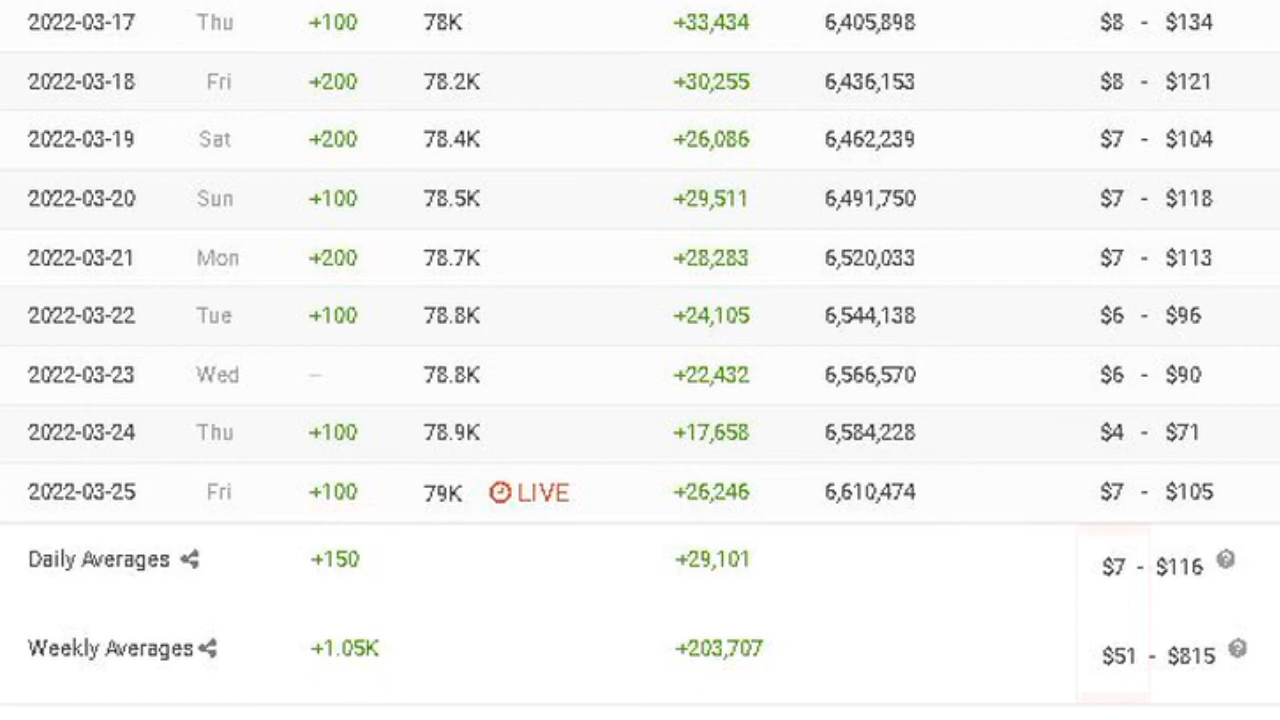 2022-03-17 Thu +100 78K +33,434 6,405,898 $8 - $134
2022-03-18 Fri +200 78.2K +30,255 6,436,153 $8 - $121
2022-03-19 Sat +200 78.4K +26,086 6,462,239 $7 - $104
2022-03-20 Sun +100 78.5K +29,511 6,491,750 $7 - $118
2022-03-21 Mon +200 78.7K +28,283 6,520,033 $7 - $113
2022-03-22 Tue +100 78.8K +24,105 6,544,138 $6 - $96
2022-03-23 Wed – 78.8K +22,432 6,566,570 $6 - $90
2022-03-24 Thu +100 78.9K +17,658 6,584,228 $4 - $71
2022-03-25 Fri +100 79K LIVE +26,246 6,610,474 $7 - $105
Daily Averages +150 +29,101 $7 - $116
Weekly Averages +1.05K +203,707 $51 - $815